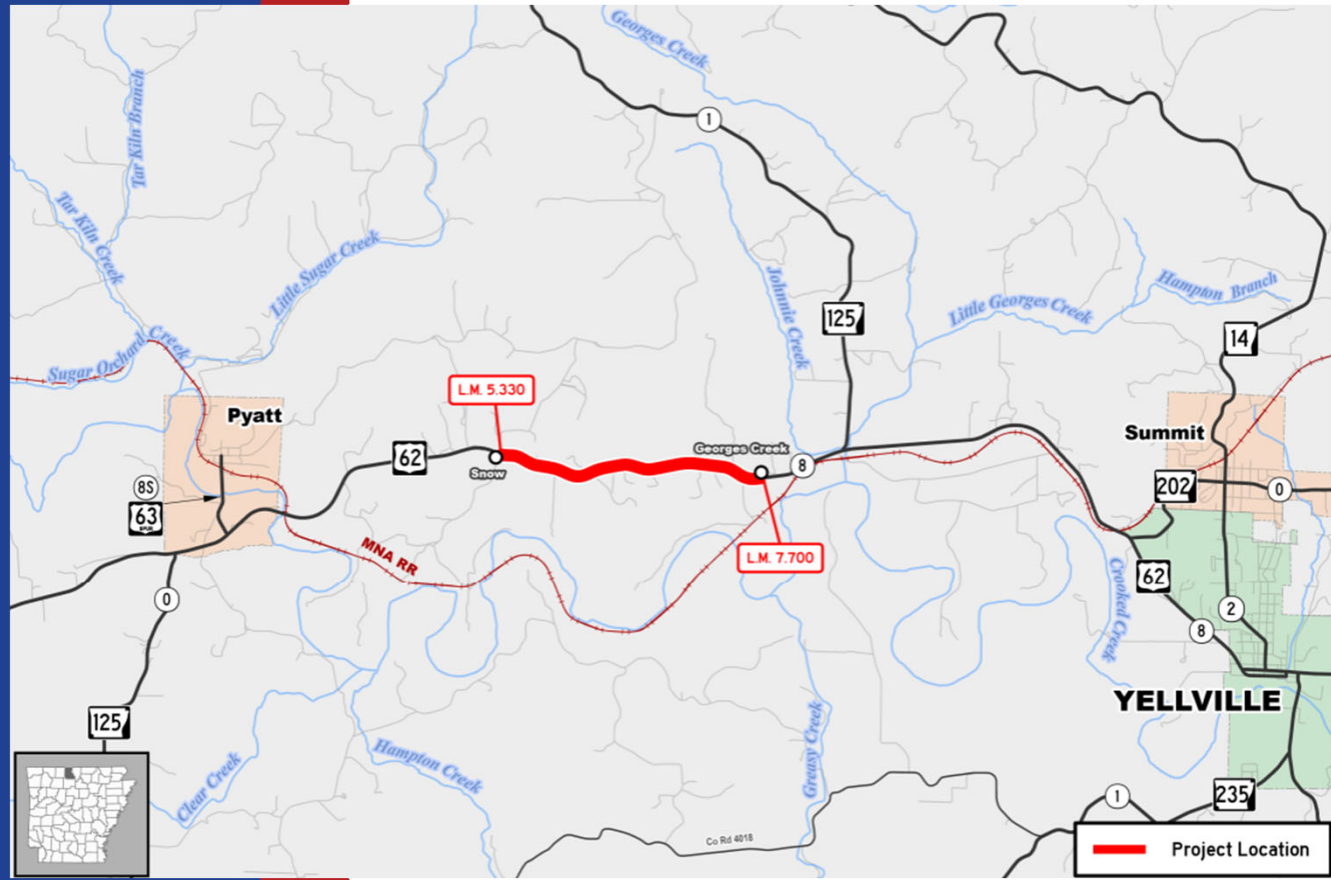 Georges Creek
1
Tar Kiln Branch
Tar Kiln Creek
Little Sugar Creek
Johnnie Creek
Hampton Branch
Little Georges Creek
125
14
Sugar Orchard Creek
L.M. 5.330
Pyatt
Summit
62
Snow
Georges Creek
8
8S
63
SPUR
202
0
MNA RR
L.M. 7.700
62
Crooked Creek
0
2
8
YELLVILLE
125
Hampton Creek
Greasy Creek
Clear Creek
235
1
Co Rd 4018
Project Location